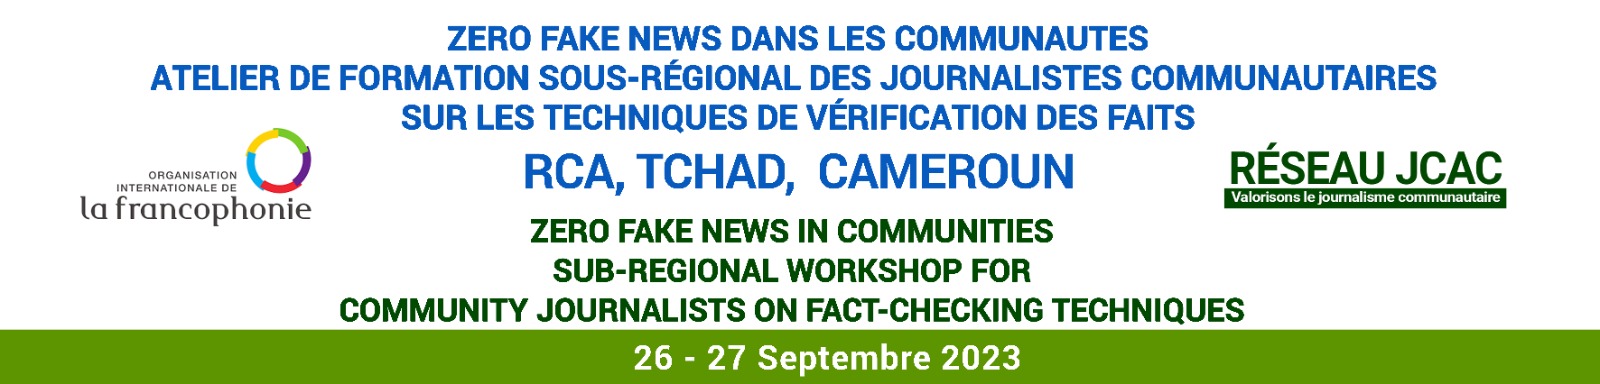 ZERO FAKE NEWS DANS LES COMMUNAUTES
ATELIER DE FORMATION SOUS-RÉGIONAL DES JOURNALISTES COMMUNAUTAIRES
SUR LES TECHNIQUES DE VÉRIFICATION DES FAITS
RCA, TCHAD, CAMEROUN
ORGANISATION
INTERNATIONALE DE
la francophonie
RÉSEAU JCAC
Valorisons le journalisme communautaire
ZERO FAKE NEWS IN COMMUNITIES
SUB-REGIONAL WORKSHOP FOR
COMMUNITY JOURNALISTS ON FACT-CHECKING TECHNIQUES
26 - 27 Septembre 2023